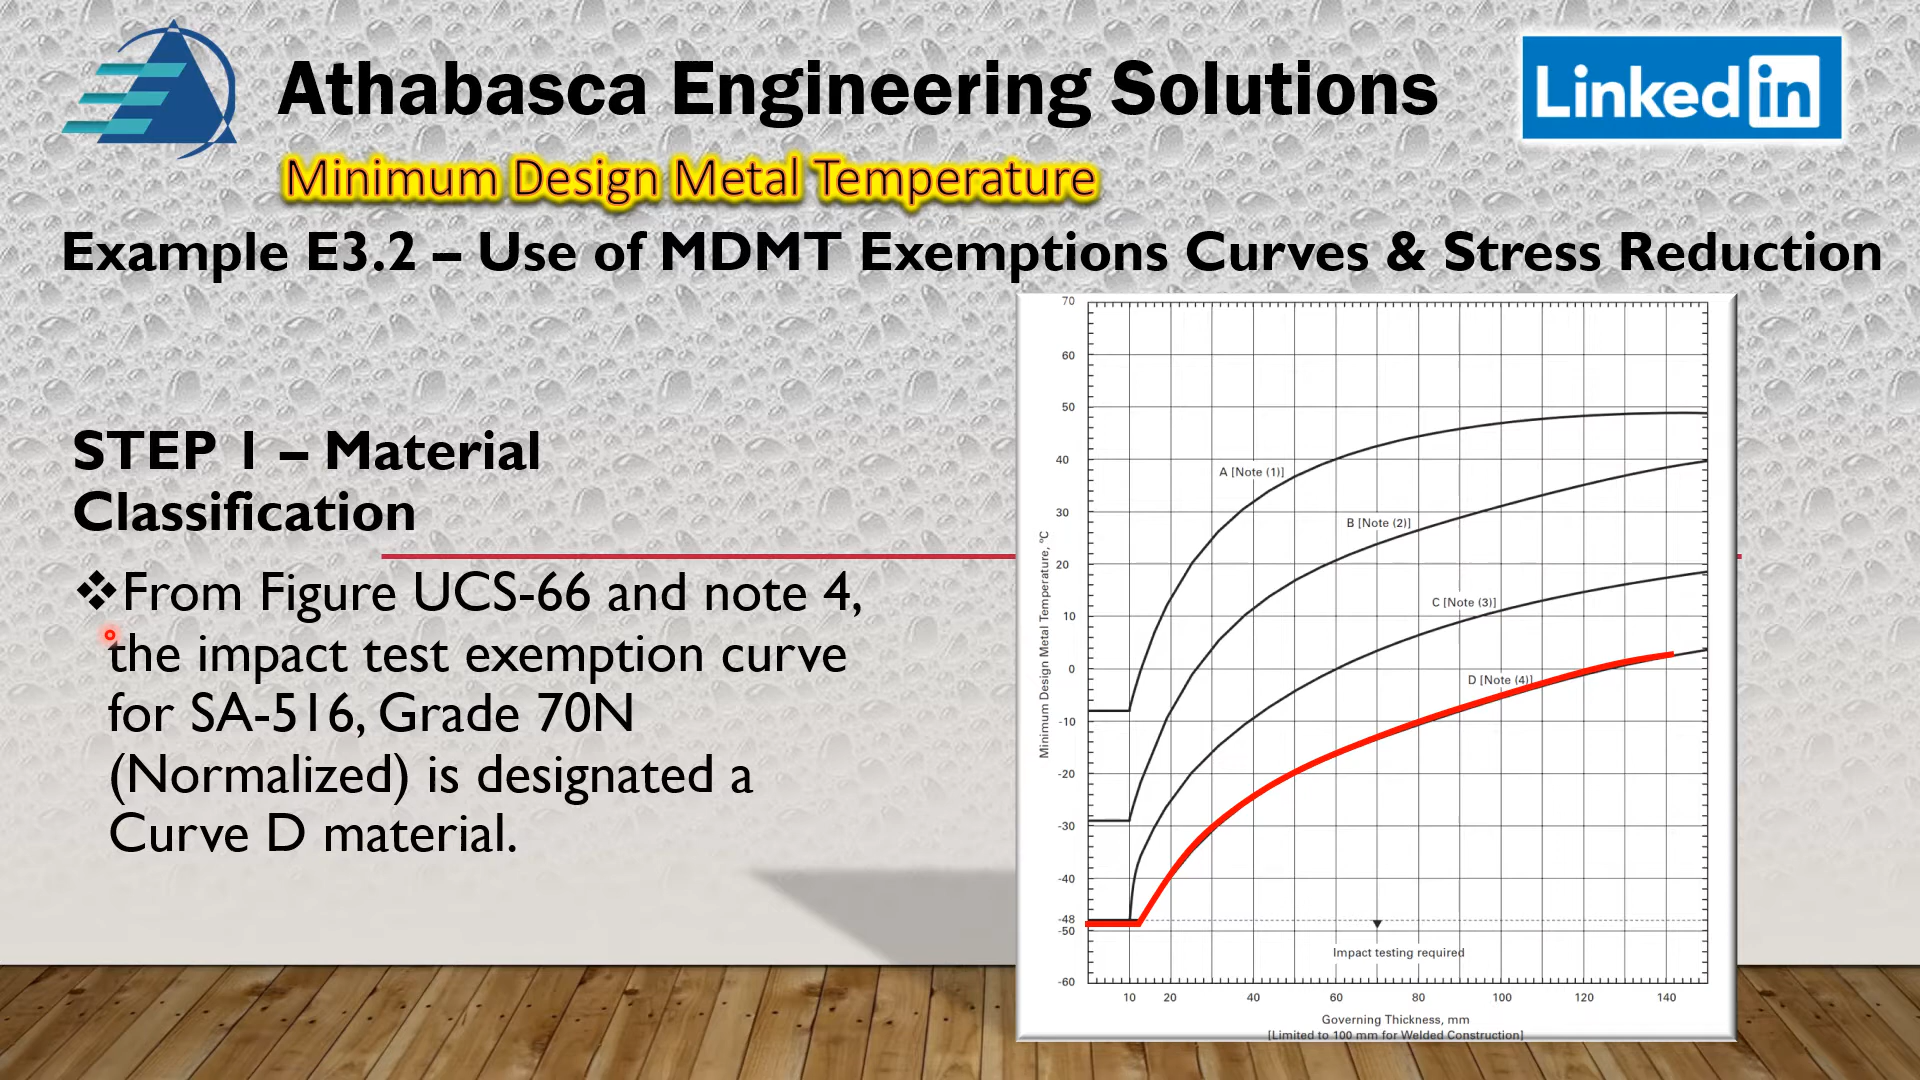 Athabasca Engineering Solutions
LinkedIn
Minimum Design Metal Temperature
Example E3.2 – Use of MDMT Exemptions Curves & Stress Reduction
STEP 1 – Material
Classification
❖From Figure UCS-66 and note 4,
the impact test exemption curve
for SA-516, Grade 70N
(Normalized) is designated a
Curve D material.
70
60
50
40
30
20
10
0
-10
-20
-30
-40
-48
-50
-60
Minimum Design Metal Temperature, °C
A [Note (1)]
B [Note (2)]
C [Note (3)]
D [Note (4)]
Impact testing required
10 20 40 60 80 100 120 140
Governing Thickness, mm
[Limited to 100 mm for Welded Construction]